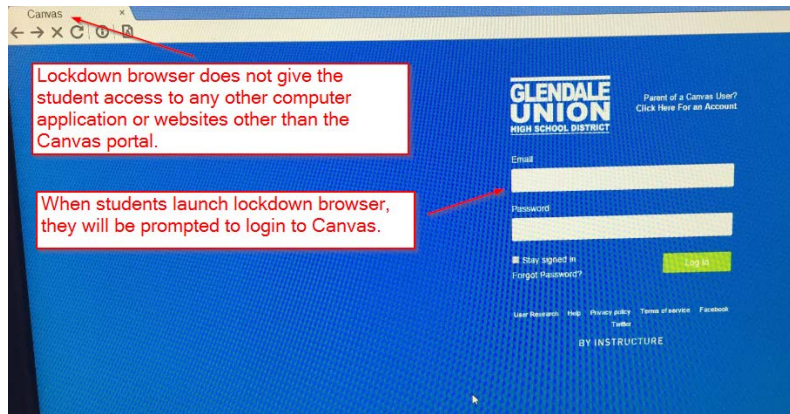 Canvas
Lockdown browser does not give the
student access to any other computer
application or websites other than the
Canvas portal.
GLENDALE
UNION
HIGH SCHOOL DISTRICT
Parent of a Canvas User?
Click Here For an Account
Email
When students launch lockdown browser,
they will be prompted to login to Canvas.
Password
Stay signed in
Log In
Forgot Password?
User Research Help Privacy policy Terms of service Facebook
Twitter
BY INSTRUCTURE